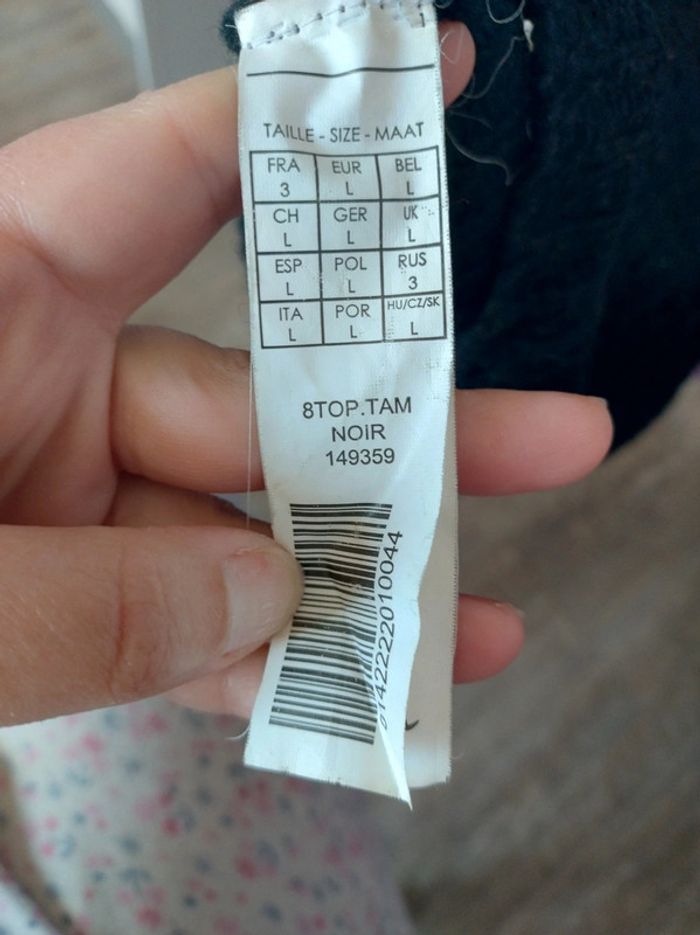 TAILLE - SIZE - MAAT
FRA EUR BEL
3 L L
CH GER UK
L L L
ESP POL RUS
L L 3
ITA POR HU/CZ/SK
L L L
8TOP.TAM
NOIR
149359
0142222010044